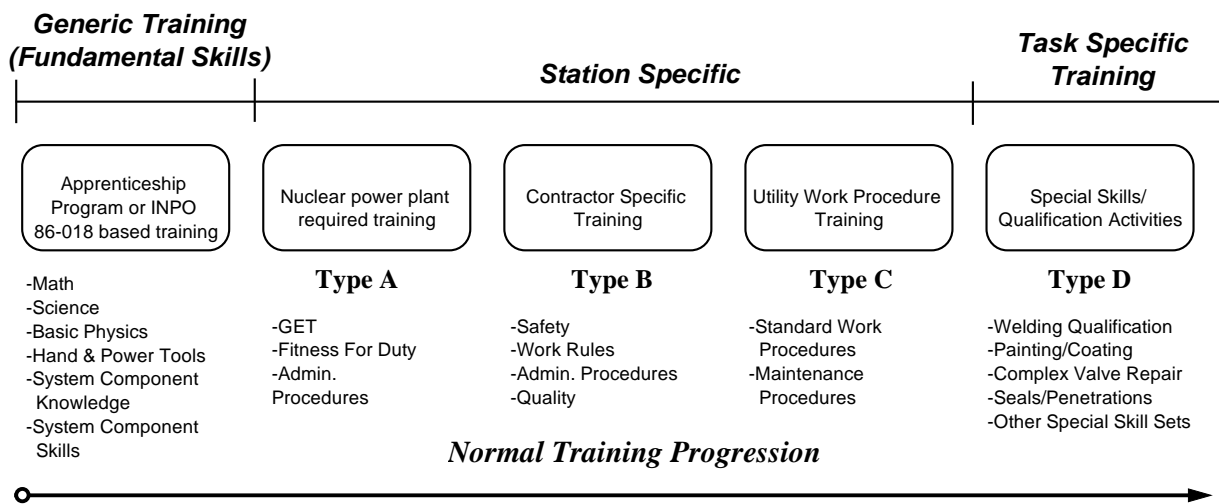 Generic Training
(Fundamental Skills)
Station Specific
Task Specific
Training
Apprenticeship
Program or INPO
86-018 based training
Nuclear power plant
required training
Contractor Specific
Training
Utility Work Procedure
Training
Special Skills/
Qualification Activities
-Math
-Science
-Basic Physics
-Hand & Power Tools
-System Component
Knowledge
-System Component
Skills
Type A
-GET
-Fitness For Duty
-Admin.
Procedures
Type B
-Safety
-Work Rules
-Admin. Procedures
-Quality
Type C
-Standard Work
Procedures
-Maintenance
Procedures
Type D
-Welding Qualification
-Painting/Coating
-Complex Valve Repair
-Seals/Penetrations
-Other Special Skill Sets
Normal Training Progression